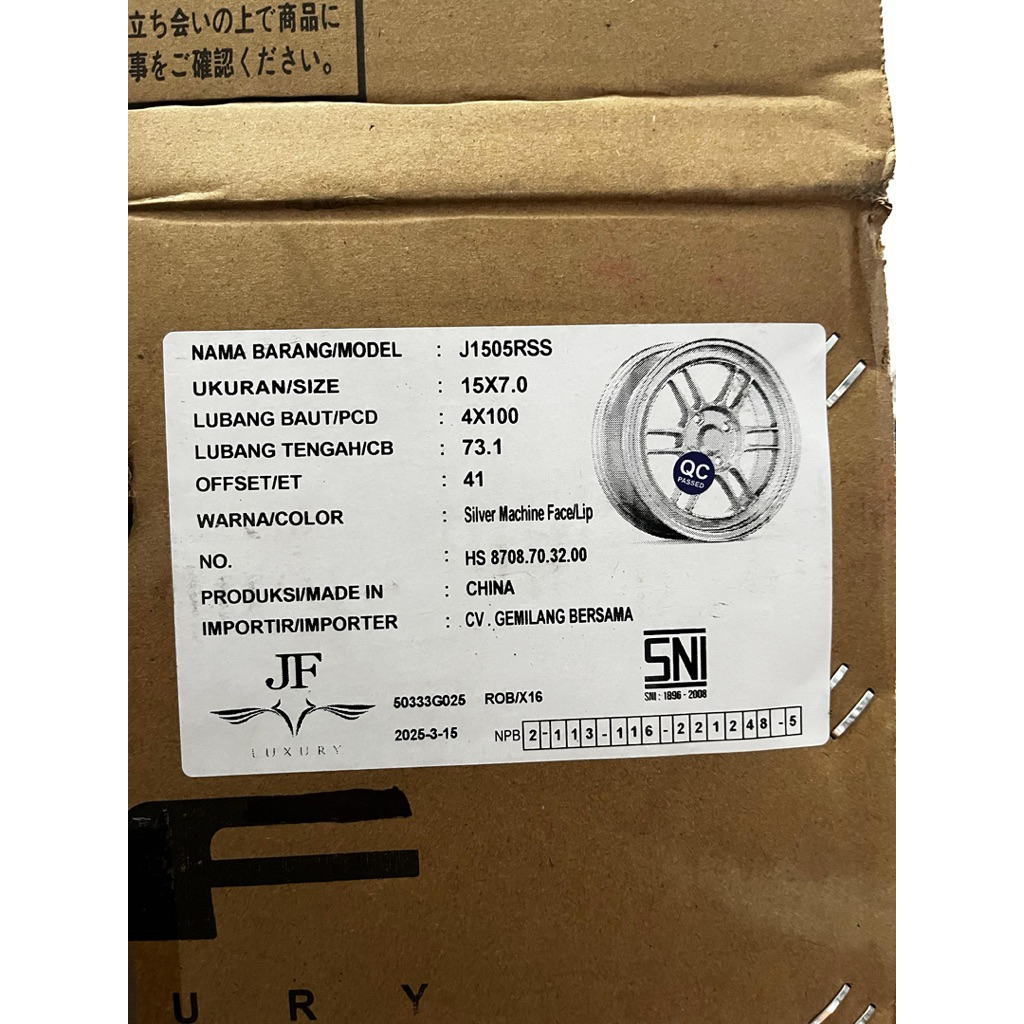 立ち会いの上で商品に
事をご確認ください。
NAMA BARANG/MODEL : J1505RSS
UKURAN/SIZE : 15X7.0
LUBANG BAUT/PCD : 4X100
LUBANG TENGAH/CB : 73.1
OFFSET/ET : 41
WARNA/COLOR : Silver Machine Face/Lip
NO. : HS 8708.70.32.00
PRODUKSI/MADE IN : CHINA
IMPORTIR/IMPORTER : CV . GEMILANG BERSAMA
QC
PASSED
SNI
SNI : 1896 - 2008
JF
LUXURY
50333G025 ROB/X16
2025-3-15
NPB 2-113-116-221248-5
F
U R Y